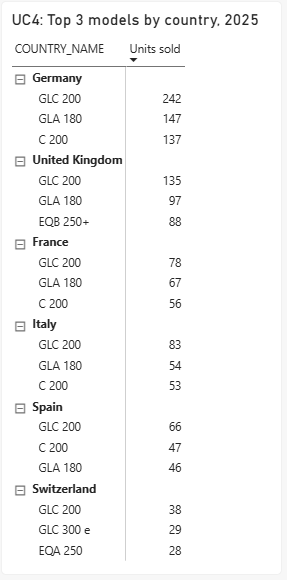 UC4: Top 3 models by country, 2025
COUNTRY_NAME Units sold
Germany
GLC 200 242
GLA 180 147
C 200 137
United Kingdom
GLC 200 135
GLA 180 97
EQB 250+ 88
France
GLC 200 78
GLA 180 67
C 200 56
Italy
GLC 200 83
GLA 180 54
C 200 53
Spain
GLC 200 66
C 200 47
GLA 180 46
Switzerland
GLC 200 38
GLC 300 e 29
EQA 250 28